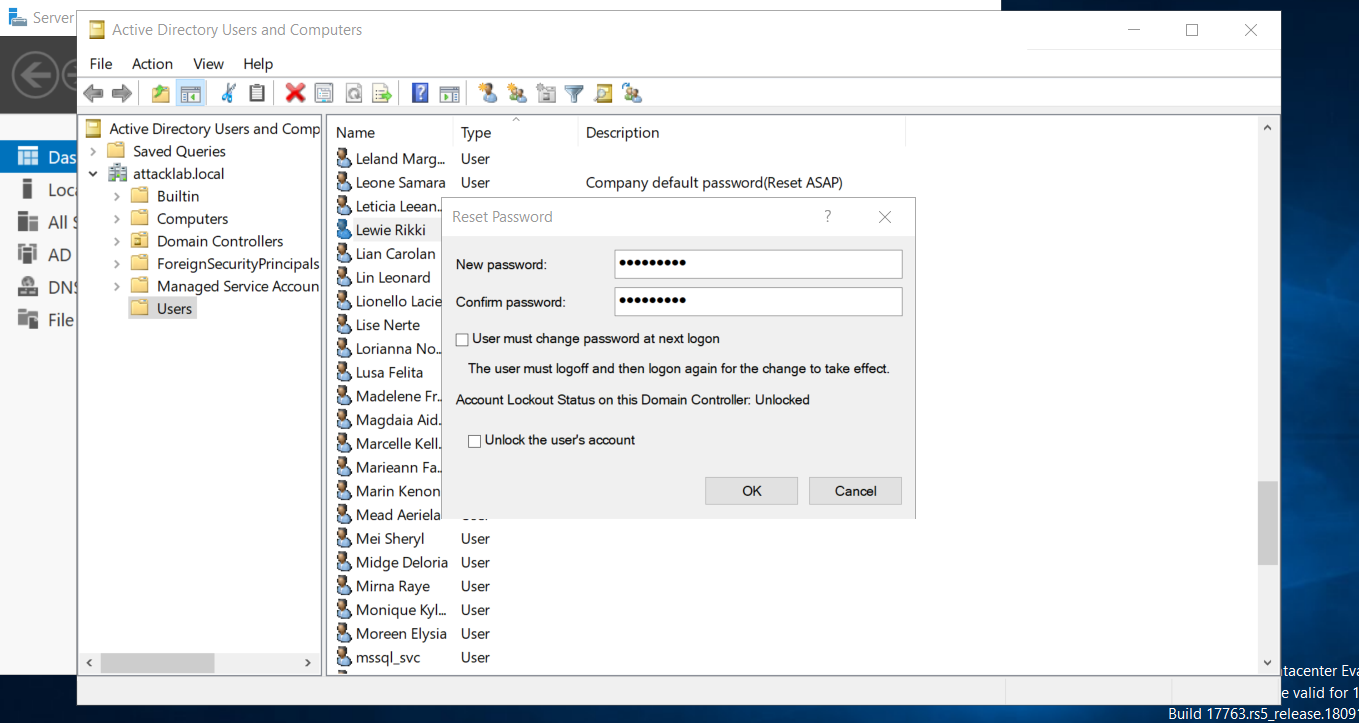 Server
Active Directory Users and Computers
File Action View Help
Active Directory Users and Comp
Saved Queries
attacklab.local
Builtin
Computers
Domain Controllers
ForeignSecurityPrincipals
Managed Service Accoun
Users
Das
Loca
All S
AD
DNS
File
Name Type Description
Leland Marg... User
Leone Samara User Company default password(Reset ASAP)
Leticia Leean..
Lewie Rikki
Lian Carolan
Lin Leonard
Lionello Lacie
Lise Nerte
Lorianna No..
Lusa Felita
Madelene Fr..
Magdaia Aid.
Marcelle Kell.
Marieann Fa..
Marin Kenon
Mead Aeriela
Mei Sheryl User
Midge Deloria User
Mirna Raye User
Monique Kyl... User
Moreen Elysia User
mssql_svc User
Reset Password ?
New password: •••••••••
Confirm password: •••••••••
User must change password at next logon
The user must logoff and then logon again for the change to take effect.
Account Lockout Status on this Domain Controller: Unlocked
Unlock the user's account
OK Cancel
tacenter Eva
e valid for 1
Build 17763.rs5_release.1809